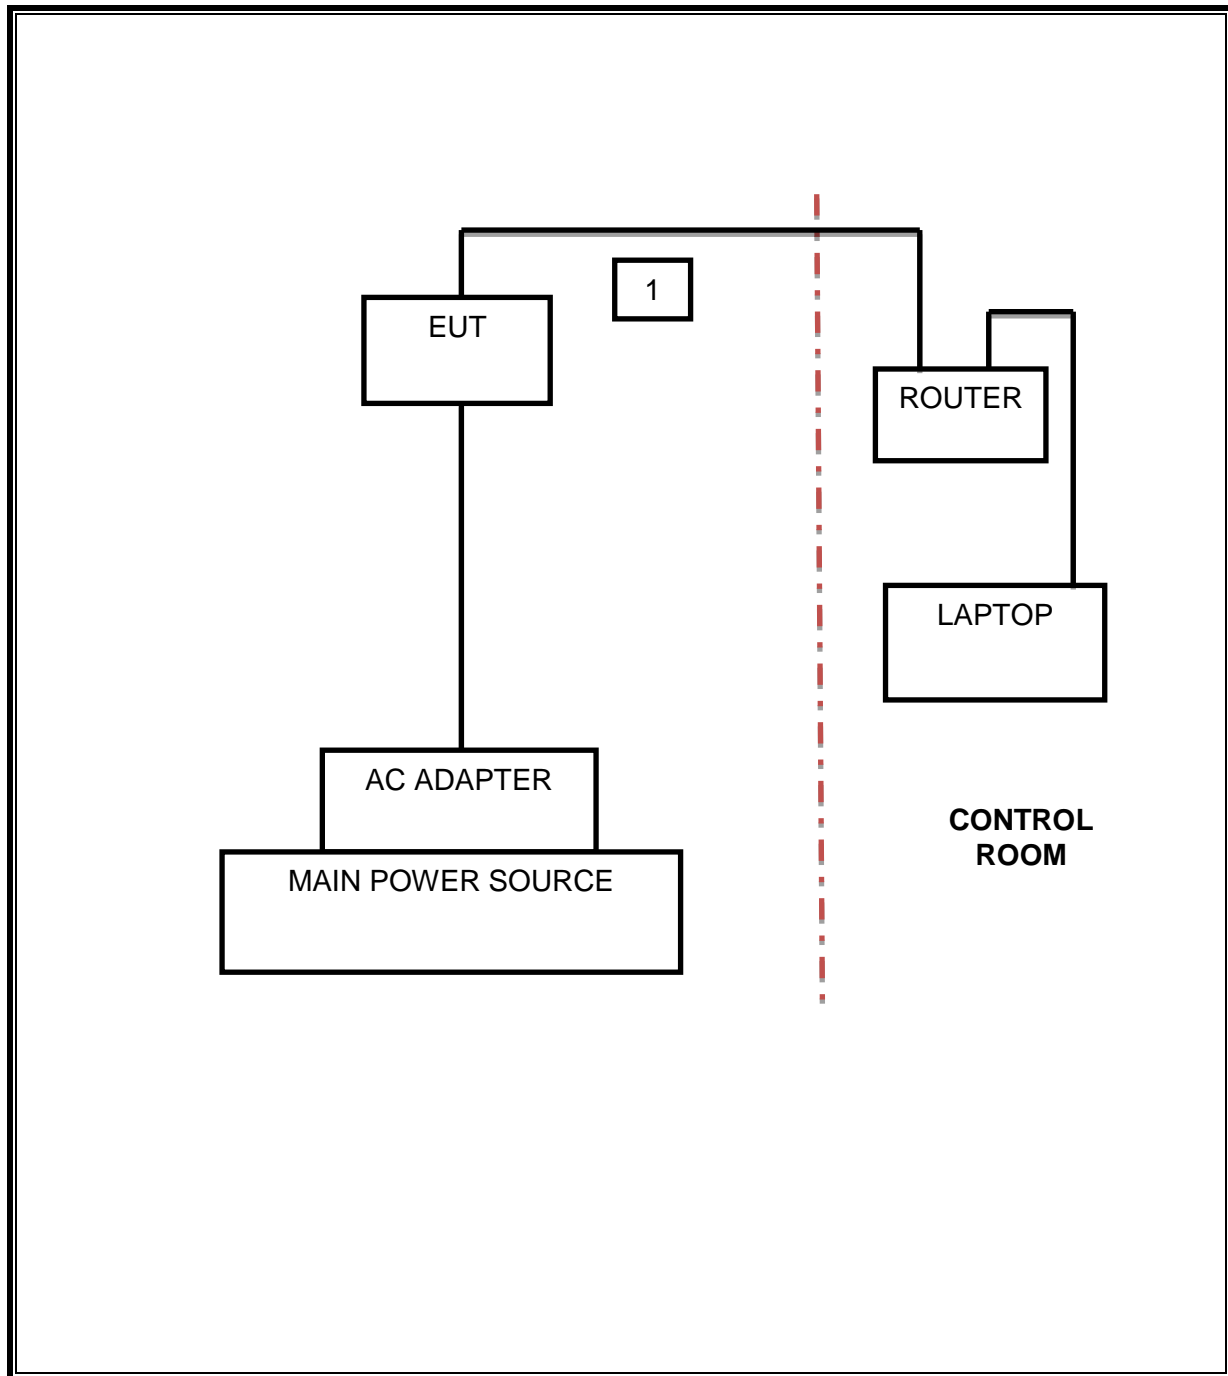 1
EUT
ROUTER
LAPTOP
AC ADAPTER
CONTROL
ROOM
MAIN POWER SOURCE